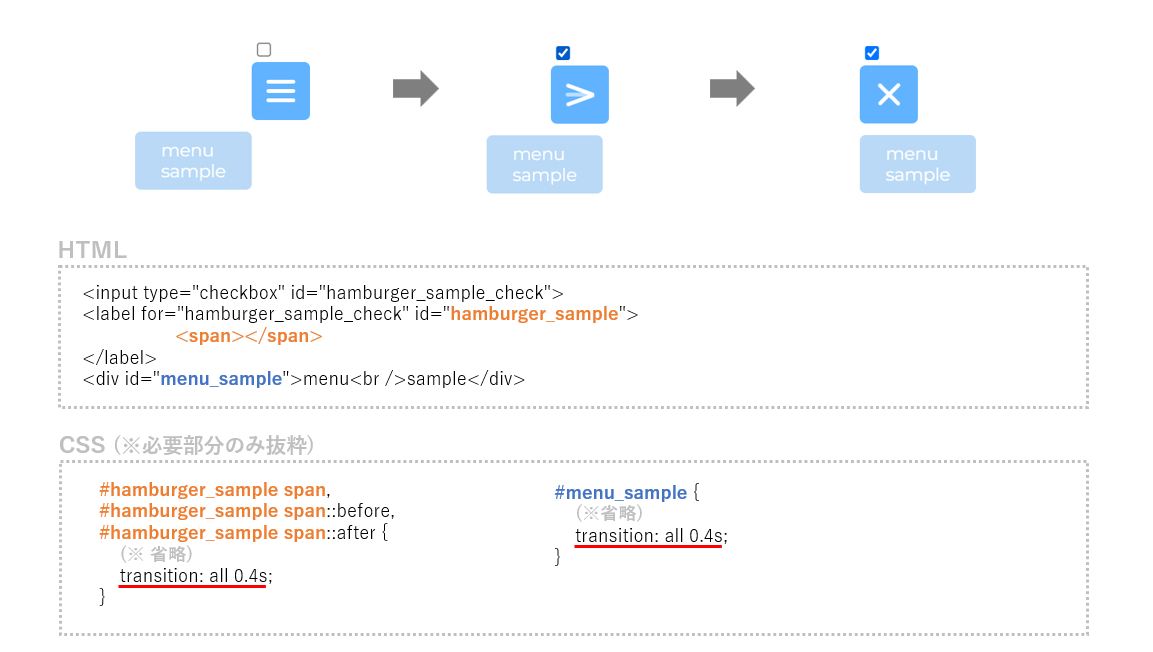 menu
sample
menu
sample
menu
sample
HTML
<input type="checkbox" id="hamburger_sample_check">
<label for="hamburger_sample_check" id="hamburger_sample">
<span></span>
</label>
<div id="menu_sample">menu<br />sample</div>
CSS（※必要部分のみ抜粋）
#hamburger_sample span,
#hamburger_sample span::before,
#hamburger_sample span::after {
（※ 省略）
transition: all 0.4s;
}
#menu_sample {
（※省略）
transition: all 0.4s;
}